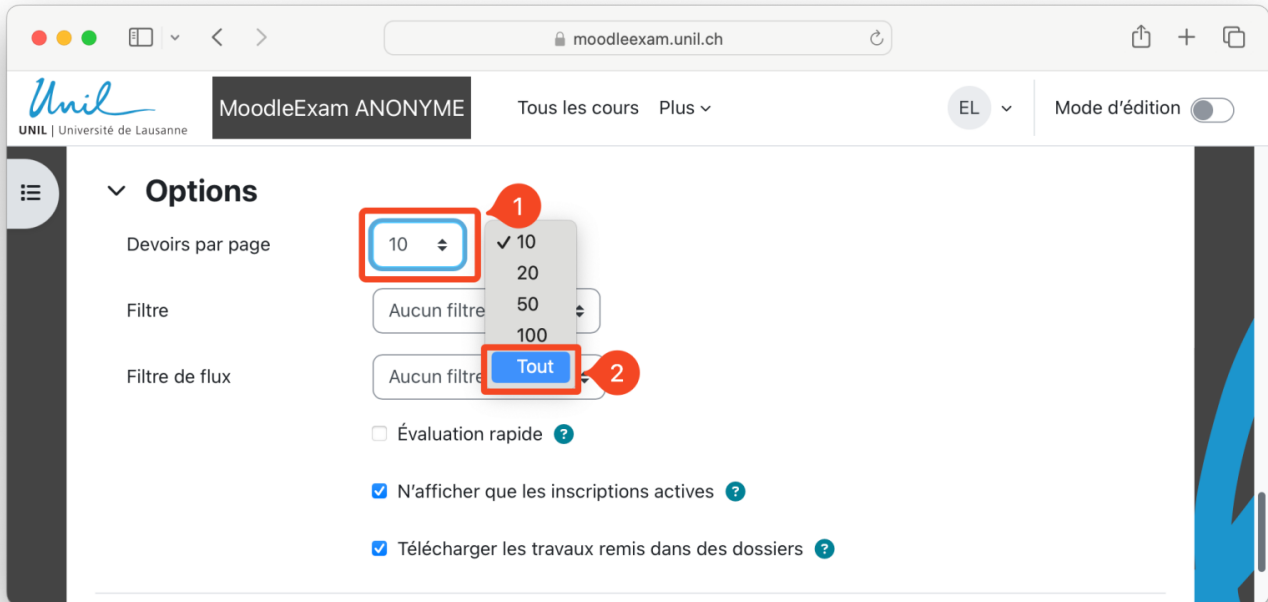 moodleexam.unil.ch
Unil
UNIL | Université de Lausanne
MoodleExam ANONYME
Tous les cours
Plus
EL
Mode d'édition
Options
1
Devoirs par page
10
✓ 10
20
50
100
Tout
2
Filtre
Aucun filtre
Filtre de flux
Aucun filtre
Évaluation rapide ?
N'afficher que les inscriptions actives ?
Télécharger les travaux remis dans des dossiers ?